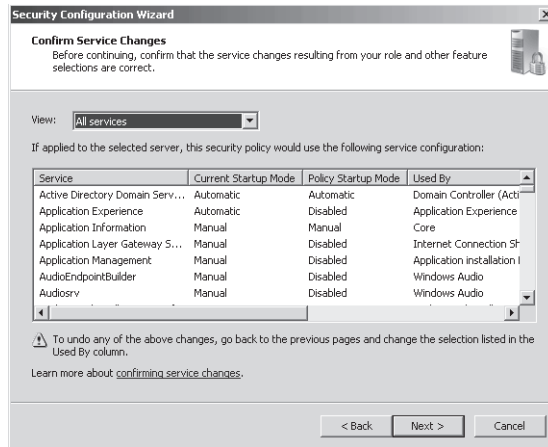 Security Configuration Wizard
Confirm Service Changes
Before continuing, confirm that the service changes resulting from your role and other feature
selections are correct.
View: All services
If applied to the selected server, this security policy would use the following service configuration:
Service Current Startup Mode Policy Startup Mode Used By
Active Directory Domain Serv... Automatic Automatic Domain Controller (Acti
Application Experience Automatic Disabled Application Experience
Application Information Manual Manual Core
Application Layer Gateway S... Manual Disabled Internet Connection Sh
Application Management Manual Disabled Application installation
AudioEndpointBuilder Manual Disabled Windows Audio
Audiosrv Manual Disabled Windows Audio
To undo any of the above changes, go back to the previous pages and change the selection listed in the
Used By column.
Learn more about confirming service changes.
< Back Next > Cancel